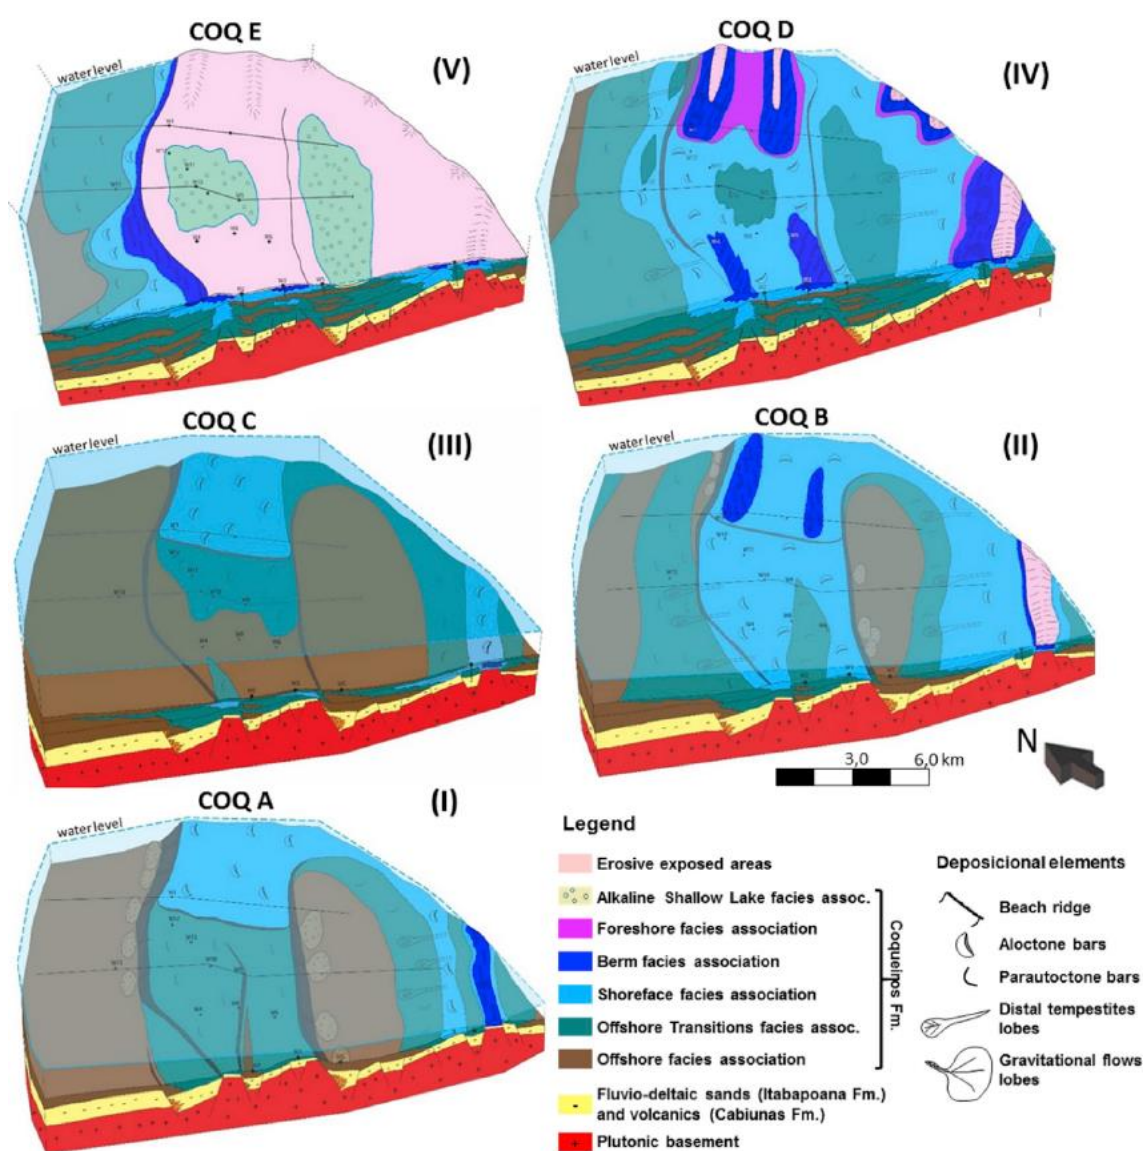 COQ E
(V)
water level
COQ D
(IV)
COQ C
(III)
water level
COQ B
(II)
water level
N
3,0 6,0 km
COQ A
(I)
water level
Legend
Erosive exposed areas
Alkaline Shallow Lake facies assoc.
Foreshore facies association
Berm facies association
Shoreface facies association
Offshore Transitions facies assoc.
Offshore facies association
Coqueinos Fm.
Fluvio-deltaic sands (Itabapoana Fm.)
and volcanics (Cabiunas Fm.)
Plutonic basement
Deposicional elements
Beach ridge
Aloctone bars
Parautoctone bars
Distal tempestites
lobes
Gravitational flows
lobes